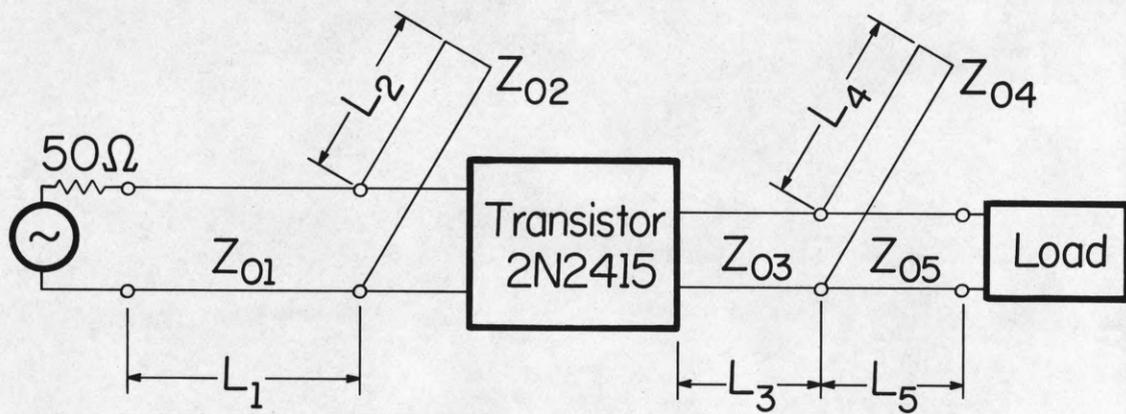 L2
Z02
L4
Z04
50Ω
~
Z01
Transistor
2N2415
Z03
Z05
Load
L1
L3
L5